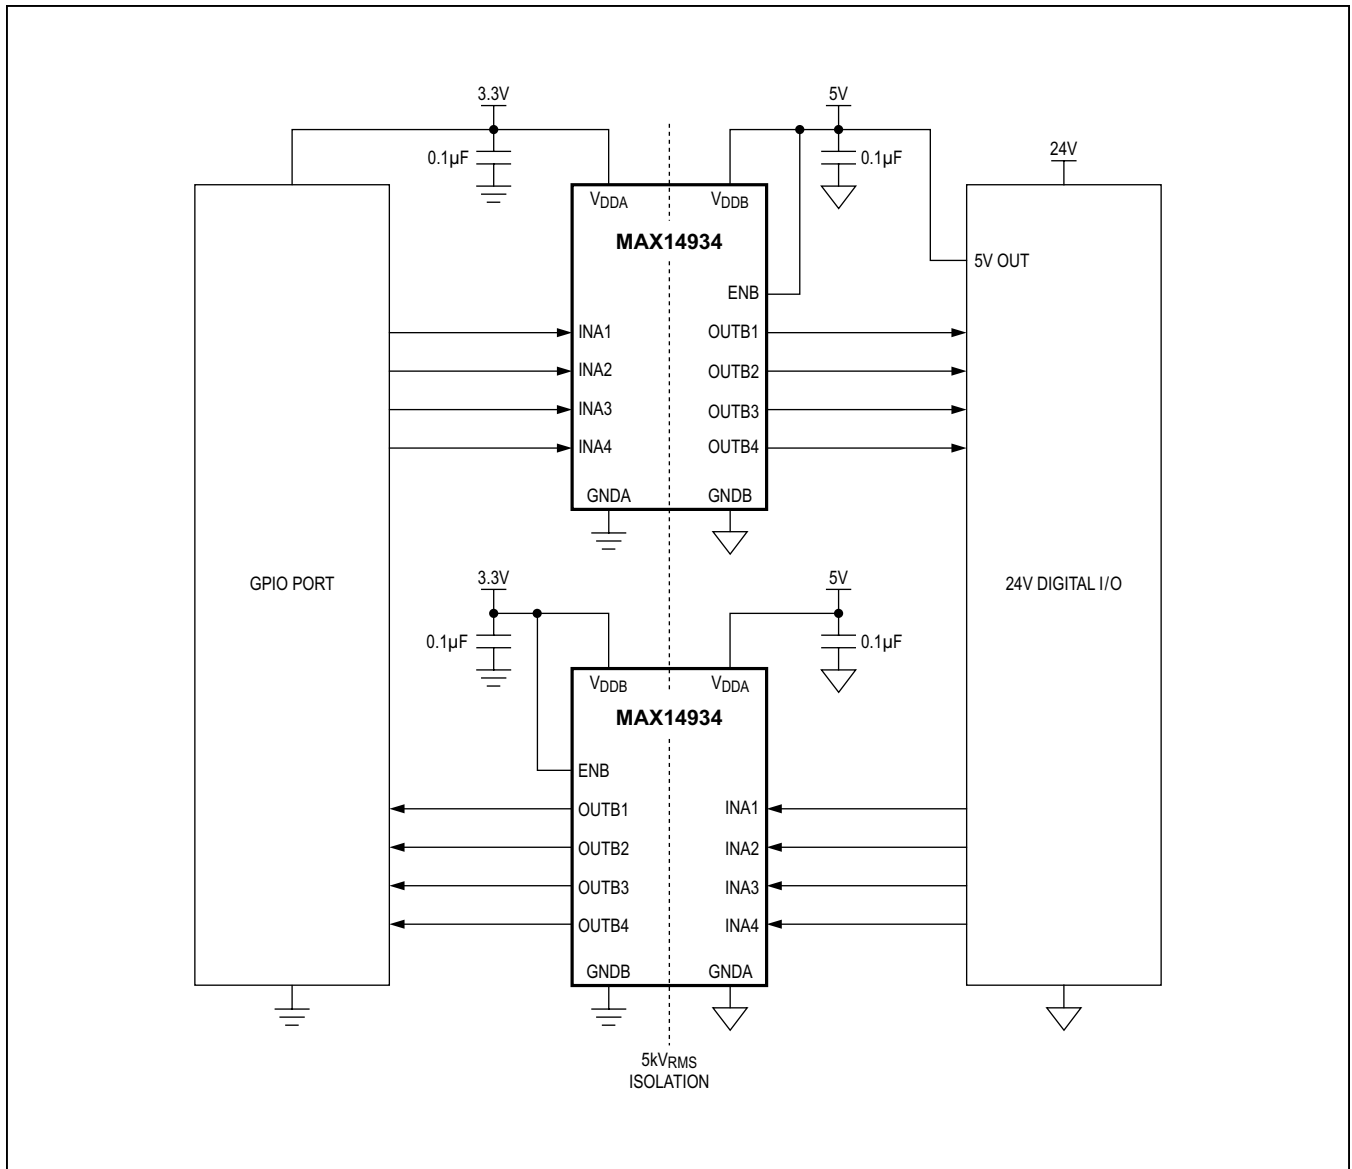 3.3V
5V
0.1µF
0.1µF
24V
VDDA
VDDB
MAX14934
5V OUT
ENB
INA1
OUTB1
INA2
OUTB2
INA3
OUTB3
INA4
OUTB4
GNDA
GNDB
GPIO PORT
3.3V
5V
24V DIGITAL I/O
0.1µF
0.1µF
VDDB
VDDA
MAX14934
ENB
OUTB1
INA1
OUTB2
INA2
OUTB3
INA3
OUTB4
INA4
GNDB
GNDA
5kVRMS
ISOLATION